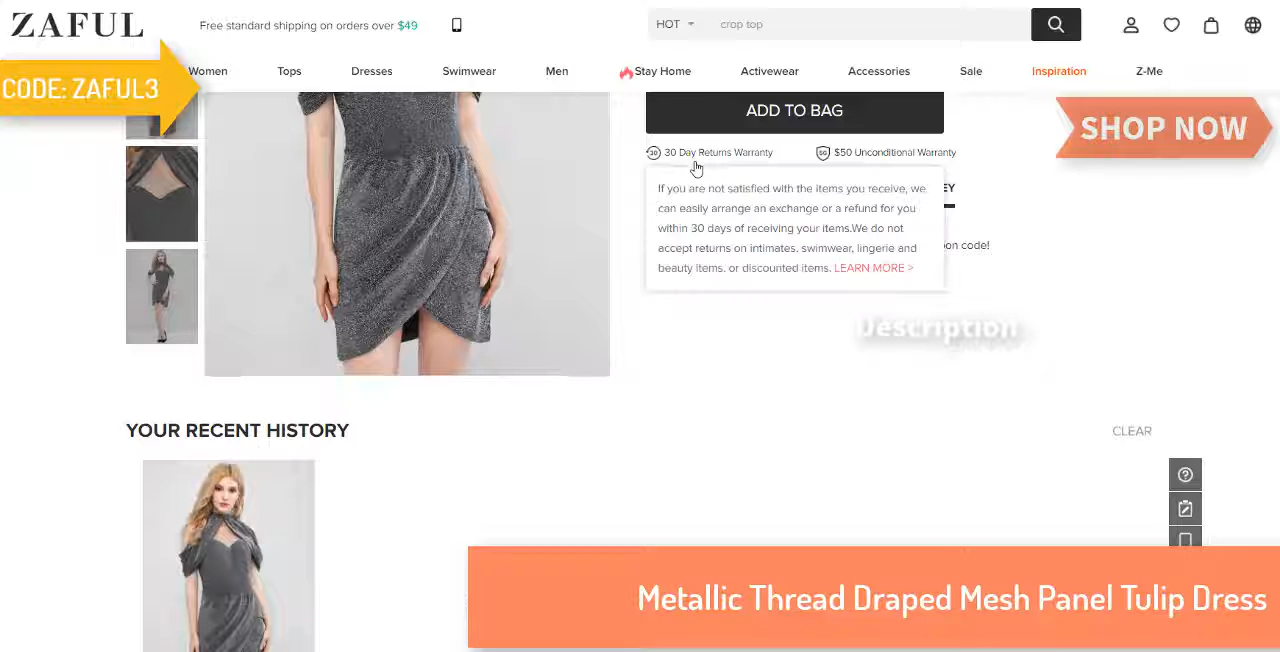 ZAFUL
Free standard shipping on orders over $49
HOT
crop top
CODE: ZAFUL3
Women
Tops
Dresses
Swimwear
Men
Stay Home
Activewear
Accessories
Sale
Inspiration
Z-Me
ADD TO BAG
SHOP NOW
30 Day Returns Warranty
$50 Unconditional Warranty
If you are not satisfied with the items you receive, we
can easily arrange an exchange or a refund for you
within 30 days of receiving your items.We do not
accept returns on intimates, swimwear, lingerie and
beauty items, or discounted items. LEARN MORE >
EY
on code!
Description
YOUR RECENT HISTORY
CLEAR
Metallic Thread Draped Mesh Panel Tulip Dress